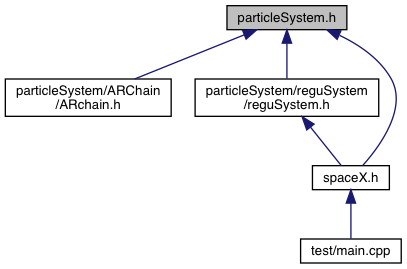 particleSystem.h
particleSystem/ARChain
/ARchain.h
particleSystem/reguSystem
/reguSystem.h
spaceX.h
test/main.cpp